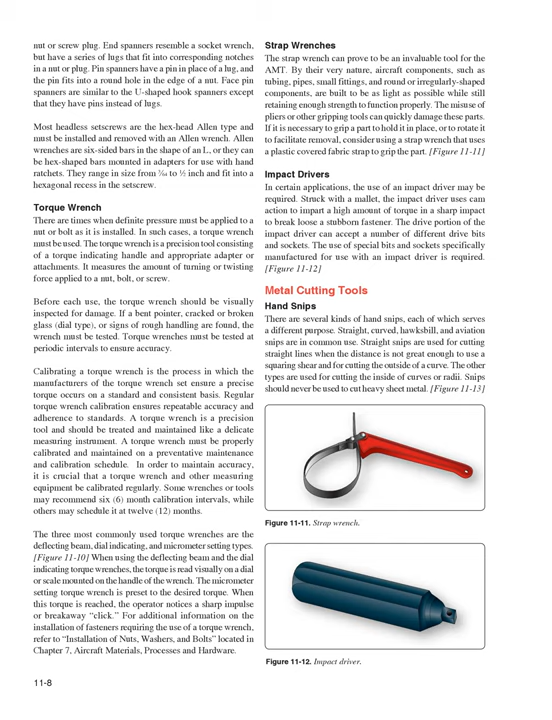 nut or screw plug. End spanners resemble a socket wrench,
but have a series of lugs that fit into corresponding notches
in a nut or plug. Pin spanners have a pin in place of a lug, and
the pin fits into a round hole in the edge of a nut. Face pin
spanners are similar to the U-shaped hook spanners except
that they have pins instead of lugs.
Most headless setscrews are the hex-head Allen type and
must be installed and removed with an Allen wrench. Allen
wrenches are six-sided bars in the shape of an L, or they can
be hex-shaped bars mounted in adapters for use with hand
ratchets. They range in size from 3⁄64 to ½ inch and fit into a
hexagonal recess in the setscrew.
Torque Wrench
There are times when definite pressure must be applied to a
nut or bolt as it is installed. In such cases, a torque wrench
must be used. The torque wrench is a precision tool consisting
of a torque indicating handle and appropriate adapter or
attachments. It measures the amount of turning or twisting
force applied to a nut, bolt, or screw.
Before each use, the torque wrench should be visually
inspected for damage. If a bent pointer, cracked or broken
glass (dial type), or signs of rough handling are found, the
wrench must be tested. Torque wrenches must be tested at
periodic intervals to ensure accuracy.
Calibrating a torque wrench is the process in which the
manufacturers of the torque wrench set ensure a precise
torque occurs on a standard and consistent basis. Regular
torque wrench calibration ensures repeatable accuracy and
adherence to standards. A torque wrench is a precision
tool and should be treated and maintained like a delicate
measuring instrument. A torque wrench must be properly
calibrated and maintained on a preventative maintenance
and calibration schedule. In order to maintain accuracy,
it is crucial that a torque wrench and other measuring
equipment be calibrated regularly. Some wrenches or tools
may recommend six (6) month calibration intervals, while
others may schedule it at twelve (12) months.
The three most commonly used torque wrenches are the
deflecting beam, dial indicating, and micrometer setting types.
[Figure 11-10] When using the deflecting beam and the dial
indicating torque wrenches, the torque is read visually on a dial
or scale mounted on the handle of the wrench. The micrometer
setting torque wrench is preset to the desired torque. When
this torque is reached, the operator notices a sharp impulse
or breakaway “click.” For additional information on the
installation of fasteners requiring the use of a torque wrench,
refer to “Installation of Nuts, Washers, and Bolts” located in
Chapter 7, Aircraft Materials, Processes and Hardware.
Strap Wrenches
The strap wrench can prove to be an invaluable tool for the
AMT. By their very nature, aircraft components, such as
tubing, pipes, small fittings, and round or irregularly-shaped
components, are built to be as light as possible while still
retaining enough strength to function properly. The misuse of
pliers or other gripping tools can quickly damage these parts.
If it is necessary to grip a part to hold it in place, or to rotate it
to facilitate removal, consider using a strap wrench that uses
a plastic covered fabric strap to grip the part. [Figure 11-11]
Impact Drivers
In certain applications, the use of an impact driver may be
required. Struck with a mallet, the impact driver uses cam
action to impart a high amount of torque in a sharp impact
to break loose a stubborn fastener. The drive portion of the
impact driver can accept a number of different drive bits
and sockets. The use of special bits and sockets specifically
manufactured for use with an impact driver is required.
[Figure 11-12]
Metal Cutting Tools
Hand Snips
There are several kinds of hand snips, each of which serves
a different purpose. Straight, curved, hawksbill, and aviation
snips are in common use. Straight snips are used for cutting
straight lines when the distance is not great enough to use a
squaring shear and for cutting the outside of a curve. The other
types are used for cutting the inside of curves or radii. Snips
should never be used to cut heavy sheet metal. [Figure 11-13]
Figure 11-11. Strap wrench.
Figure 11-12. Impact driver.
11-8